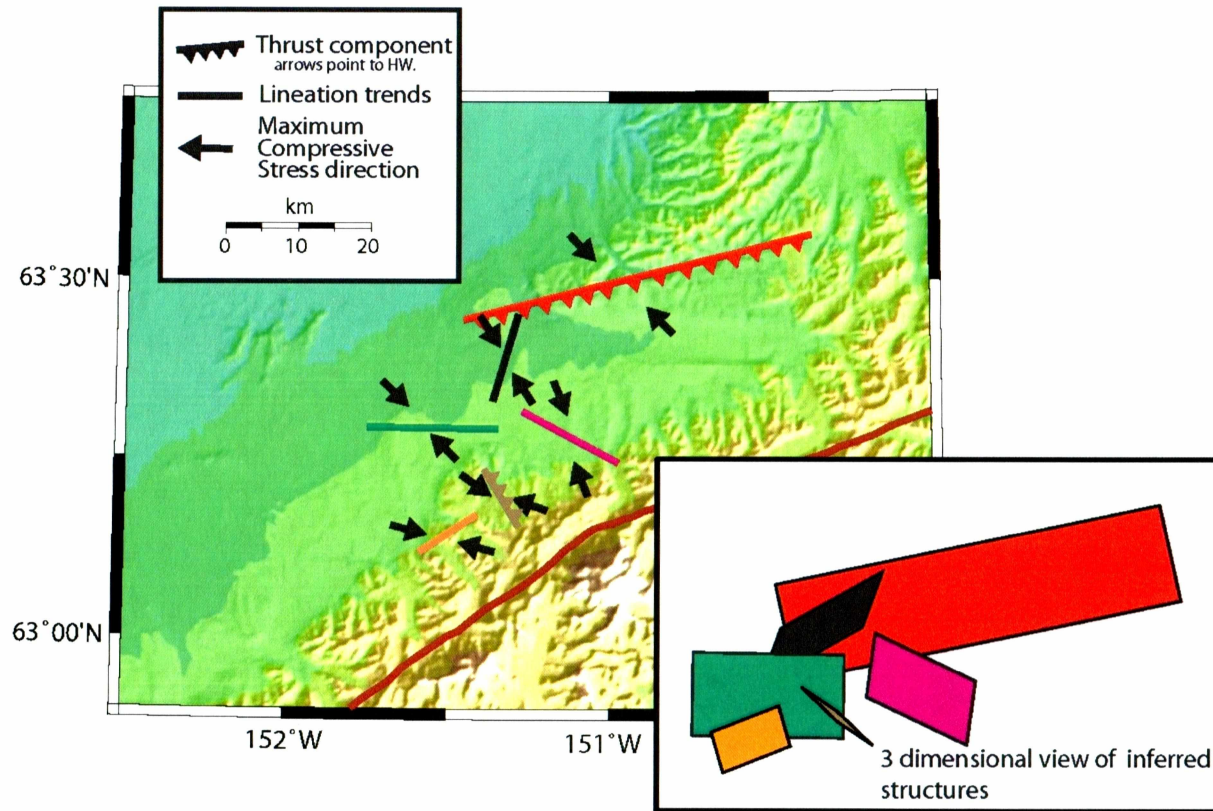 Thrust component
arrows point to HW.
Lineation trends
Maximum
Compressive
Stress direction
km
0 10 20
63°30'N
63°00'N
152°W
151°W
3 dimensional view of inferred
structures